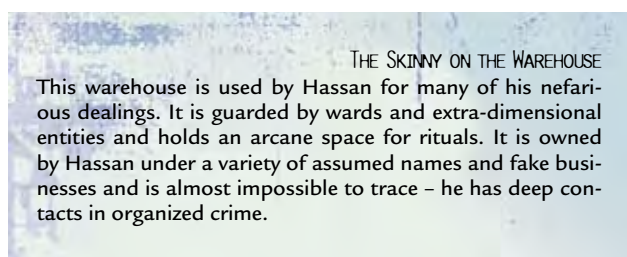 The Skinny on the Warehouse
This warehouse is used by Hassan for many of his nefari-
ous dealings. It is guarded by wards and extra-dimensional
entities and holds an arcane space for rituals. It is owned
by Hassan under a variety of assumed names and fake busi-
nesses and is almost impossible to trace – he has deep con-
tacts in organized crime.